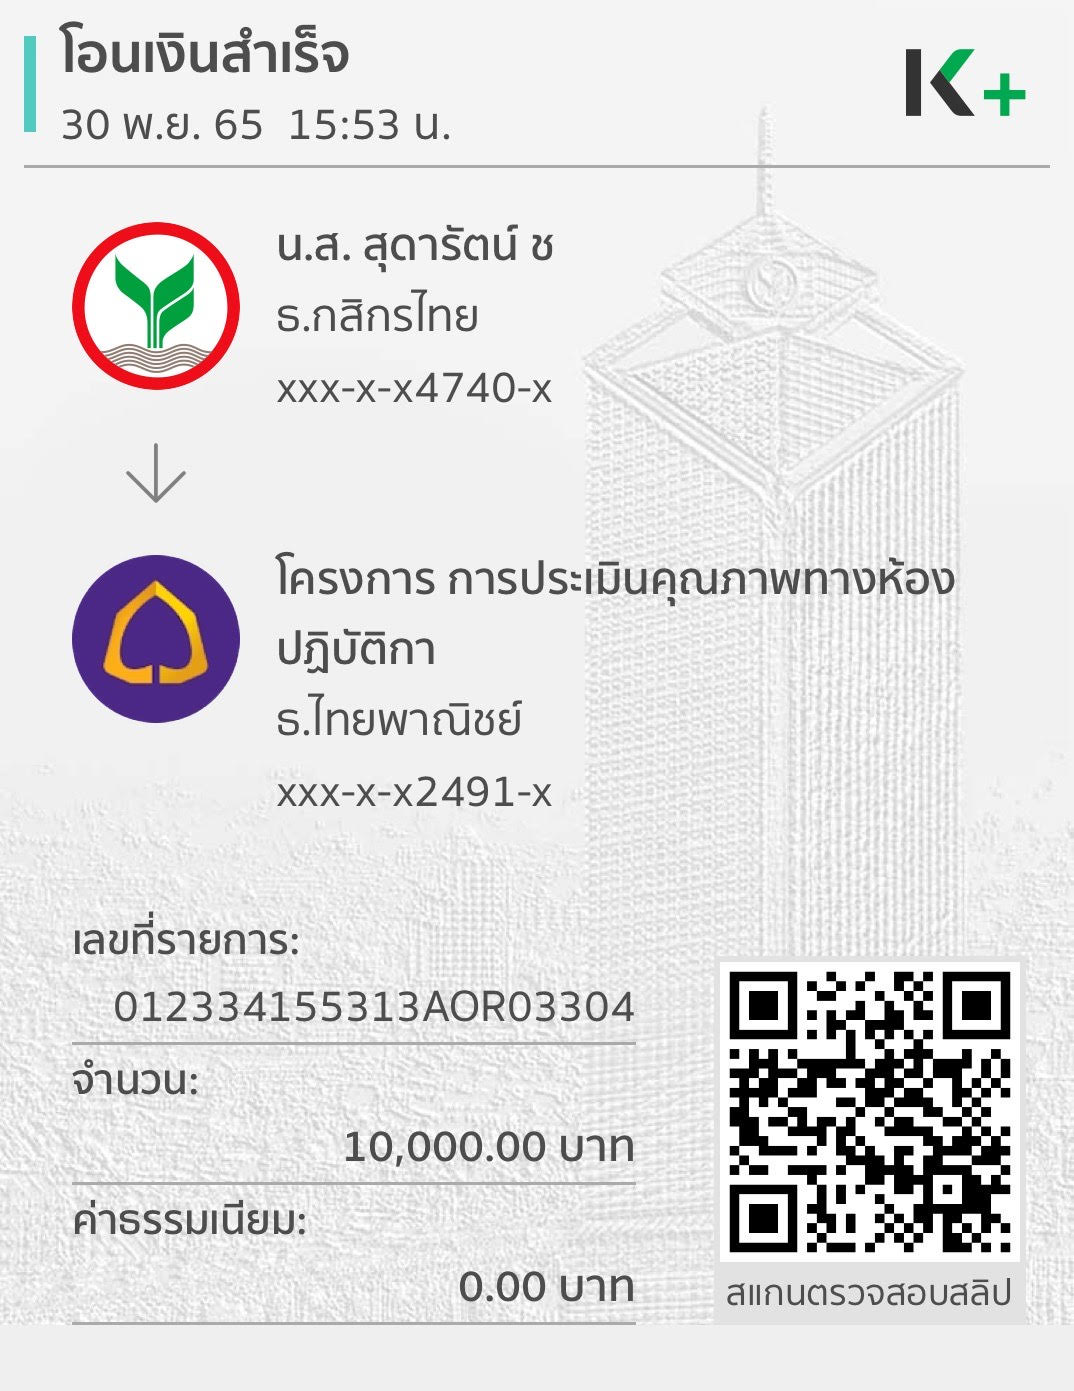 โอนเงินสำเร็จ
30 พ.ย. 65 15:53 น.
K+
น.ส. สุดารัตน์ ช
ธ.กสิกรไทย
xxx-x-x4740-x
โครงการ การประเมินคุณภาพทางห้อง
ปฏิบัติกา
ธ.ไทยพาณิชย์
xxx-x-x2491-x
เลขที่รายการ:
012334155313AOR03304
จำนวน:
10,000.00 บาท
ค่าธรรมเนียม:
0.00 บาท
สแกนตรวจสอบสลิป